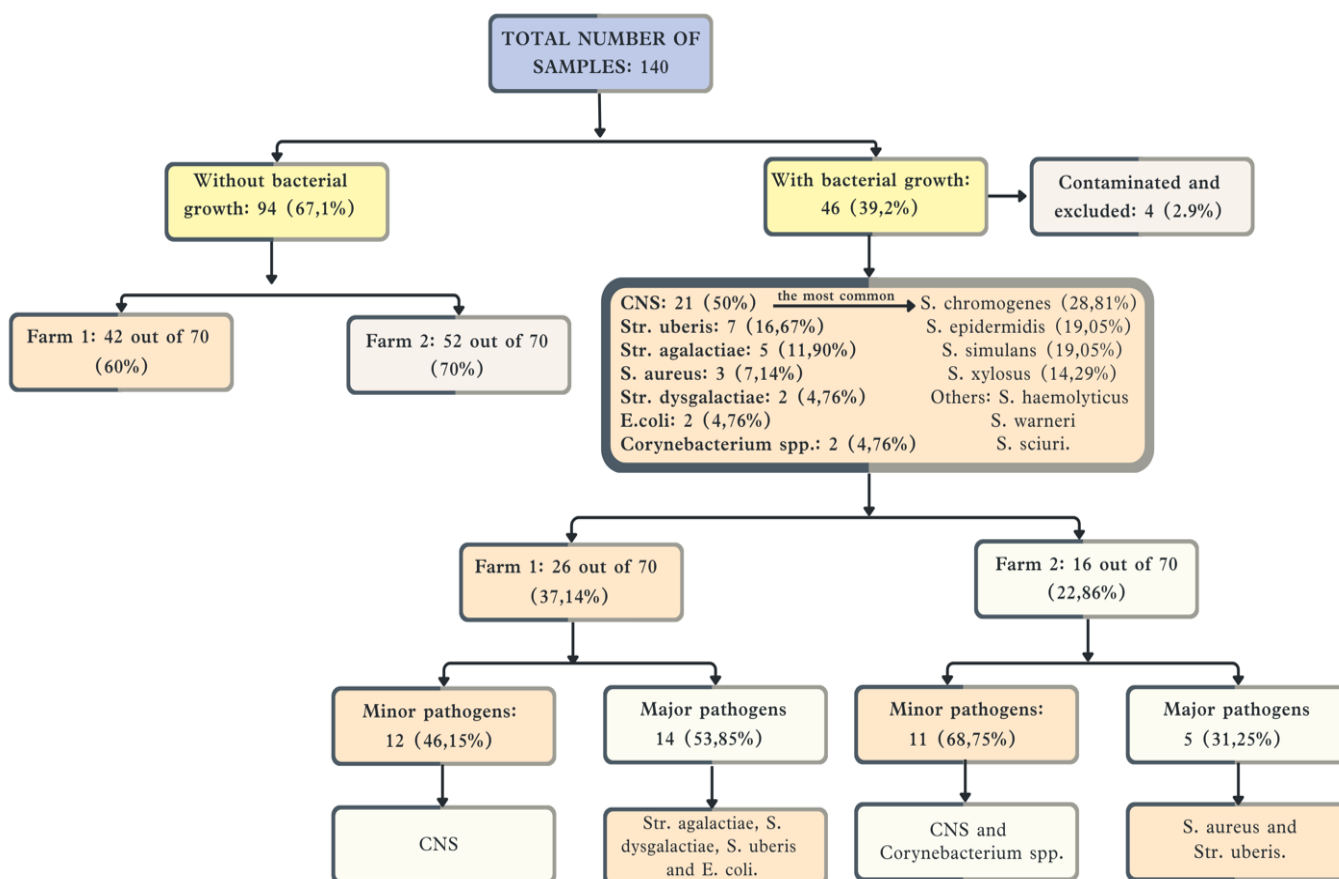 TOTAL NUMBER OF
SAMPLES: 140
Without bacterial
growth: 94 (67,1%)
With bacterial growth:
46 (39,2%)
Contaminated and
excluded: 4 (2.9%)
Farm 1: 42 out of 70
(60%)
Farm 2: 52 out of 70
(70%)
CNS: 21 (50%)
the most common
S. chromogenes (28,81%)
Str. uberis: 7 (16,67%)
S. epidermidis (19,05%)
Str. agalactiae: 5 (11,90%)
S. simulans (19,05%)
S. aureus: 3 (7,14%)
S. xylosus (14,29%)
Str. dysgalactiae: 2 (4,76%)
Others: S. haemolyticus
E.coli: 2 (4,76%)
S. warneri
Corynebacterium spp.: 2 (4,76%)
S. sciuri.
Farm 1: 26 out of 70
(37,14%)
Farm 2: 16 out of 70
(22,86%)
Minor pathogens:
12 (46,15%)
Major pathogens
14 (53,85%)
Minor pathogens:
11 (68,75%)
Major pathogens
5 (31,25%)
CNS
Str. agalactiae, S.
dysgalactiae, S. uberis
and E. coli.
CNS and
Corynebacterium spp.
S. aureus and
Str. uberis.